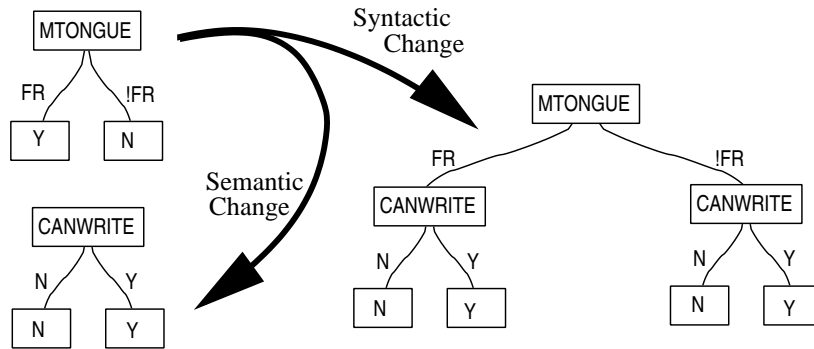 MTONGUE
FR !FR
Y N
Syntactic
Change
Semantic
Change
CANWRITE
N Y
N Y
MTONGUE
FR !FR
CANWRITE CANWRITE
N Y N Y
N Y N Y